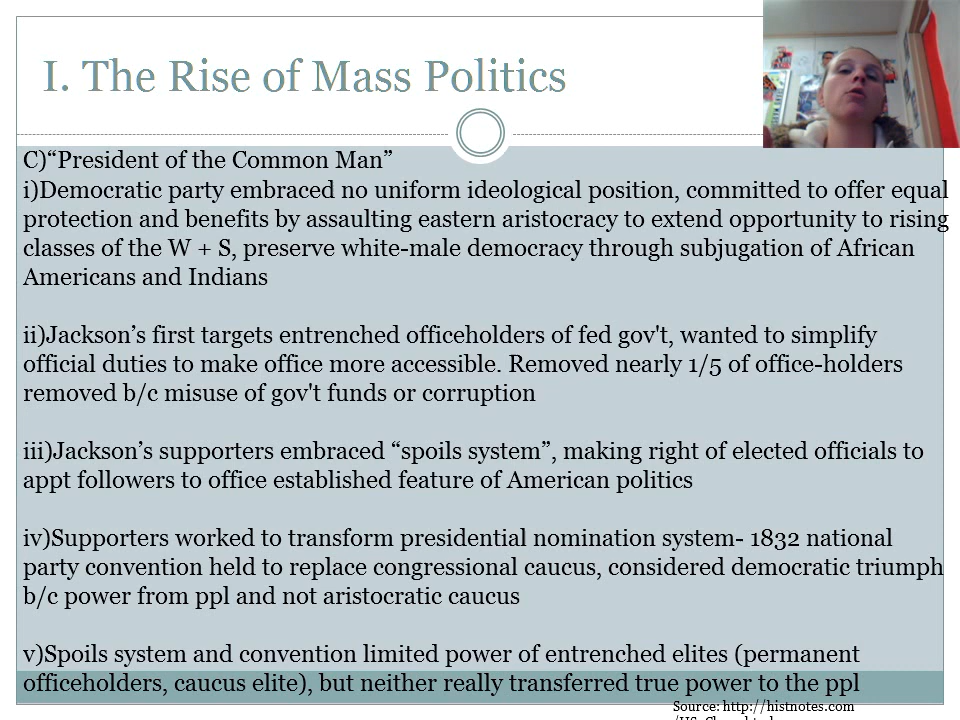 I. The Rise of Mass Politics
C)“President of the Common Man”
i)Democratic party embraced no uniform ideological position, committed to offer equal
protection and benefits by assaulting eastern aristocracy to extend opportunity to rising
classes of the W + S, preserve white-male democracy through subjugation of African
Americans and Indians
ii)Jackson’s first targets entrenched officeholders of fed gov't, wanted to simplify
official duties to make office more accessible. Removed nearly 1/5 of office-holders
removed b/c misuse of gov't funds or corruption
iii)Jackson’s supporters embraced “spoils system”, making right of elected officials to
appt followers to office established feature of American politics
iv)Supporters worked to transform presidential nomination system- 1832 national
party convention held to replace congressional caucus, considered democratic triumph
b/c power from ppl and not aristocratic caucus
v)Spoils system and convention limited power of entrenched elites (permanent
officeholders, caucus elite), but neither really transferred true power to the ppl
Source: http://histnotes.com